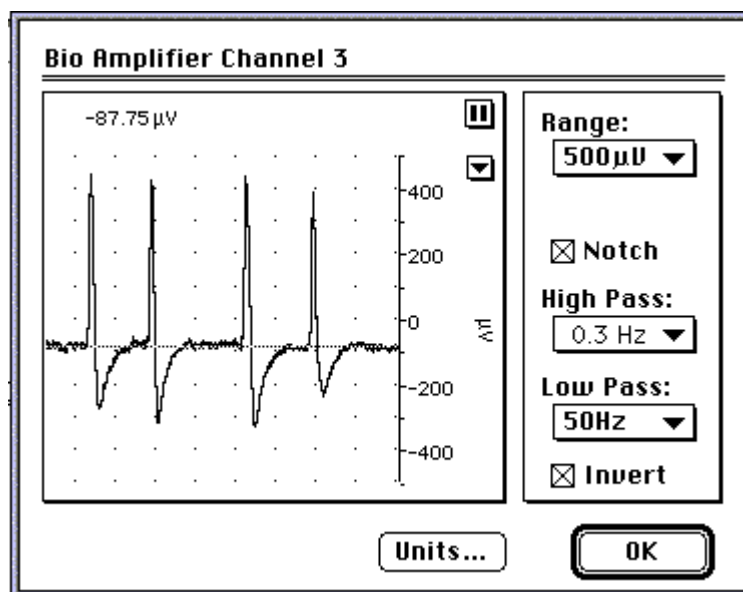 Bio Amplifier Channel 3
-87.75 µV
400
200
0
-200
-400
µV
Range:
500µV
Notch
High Pass:
0.3 Hz
Low Pass:
50Hz
Invert
Units...
OK